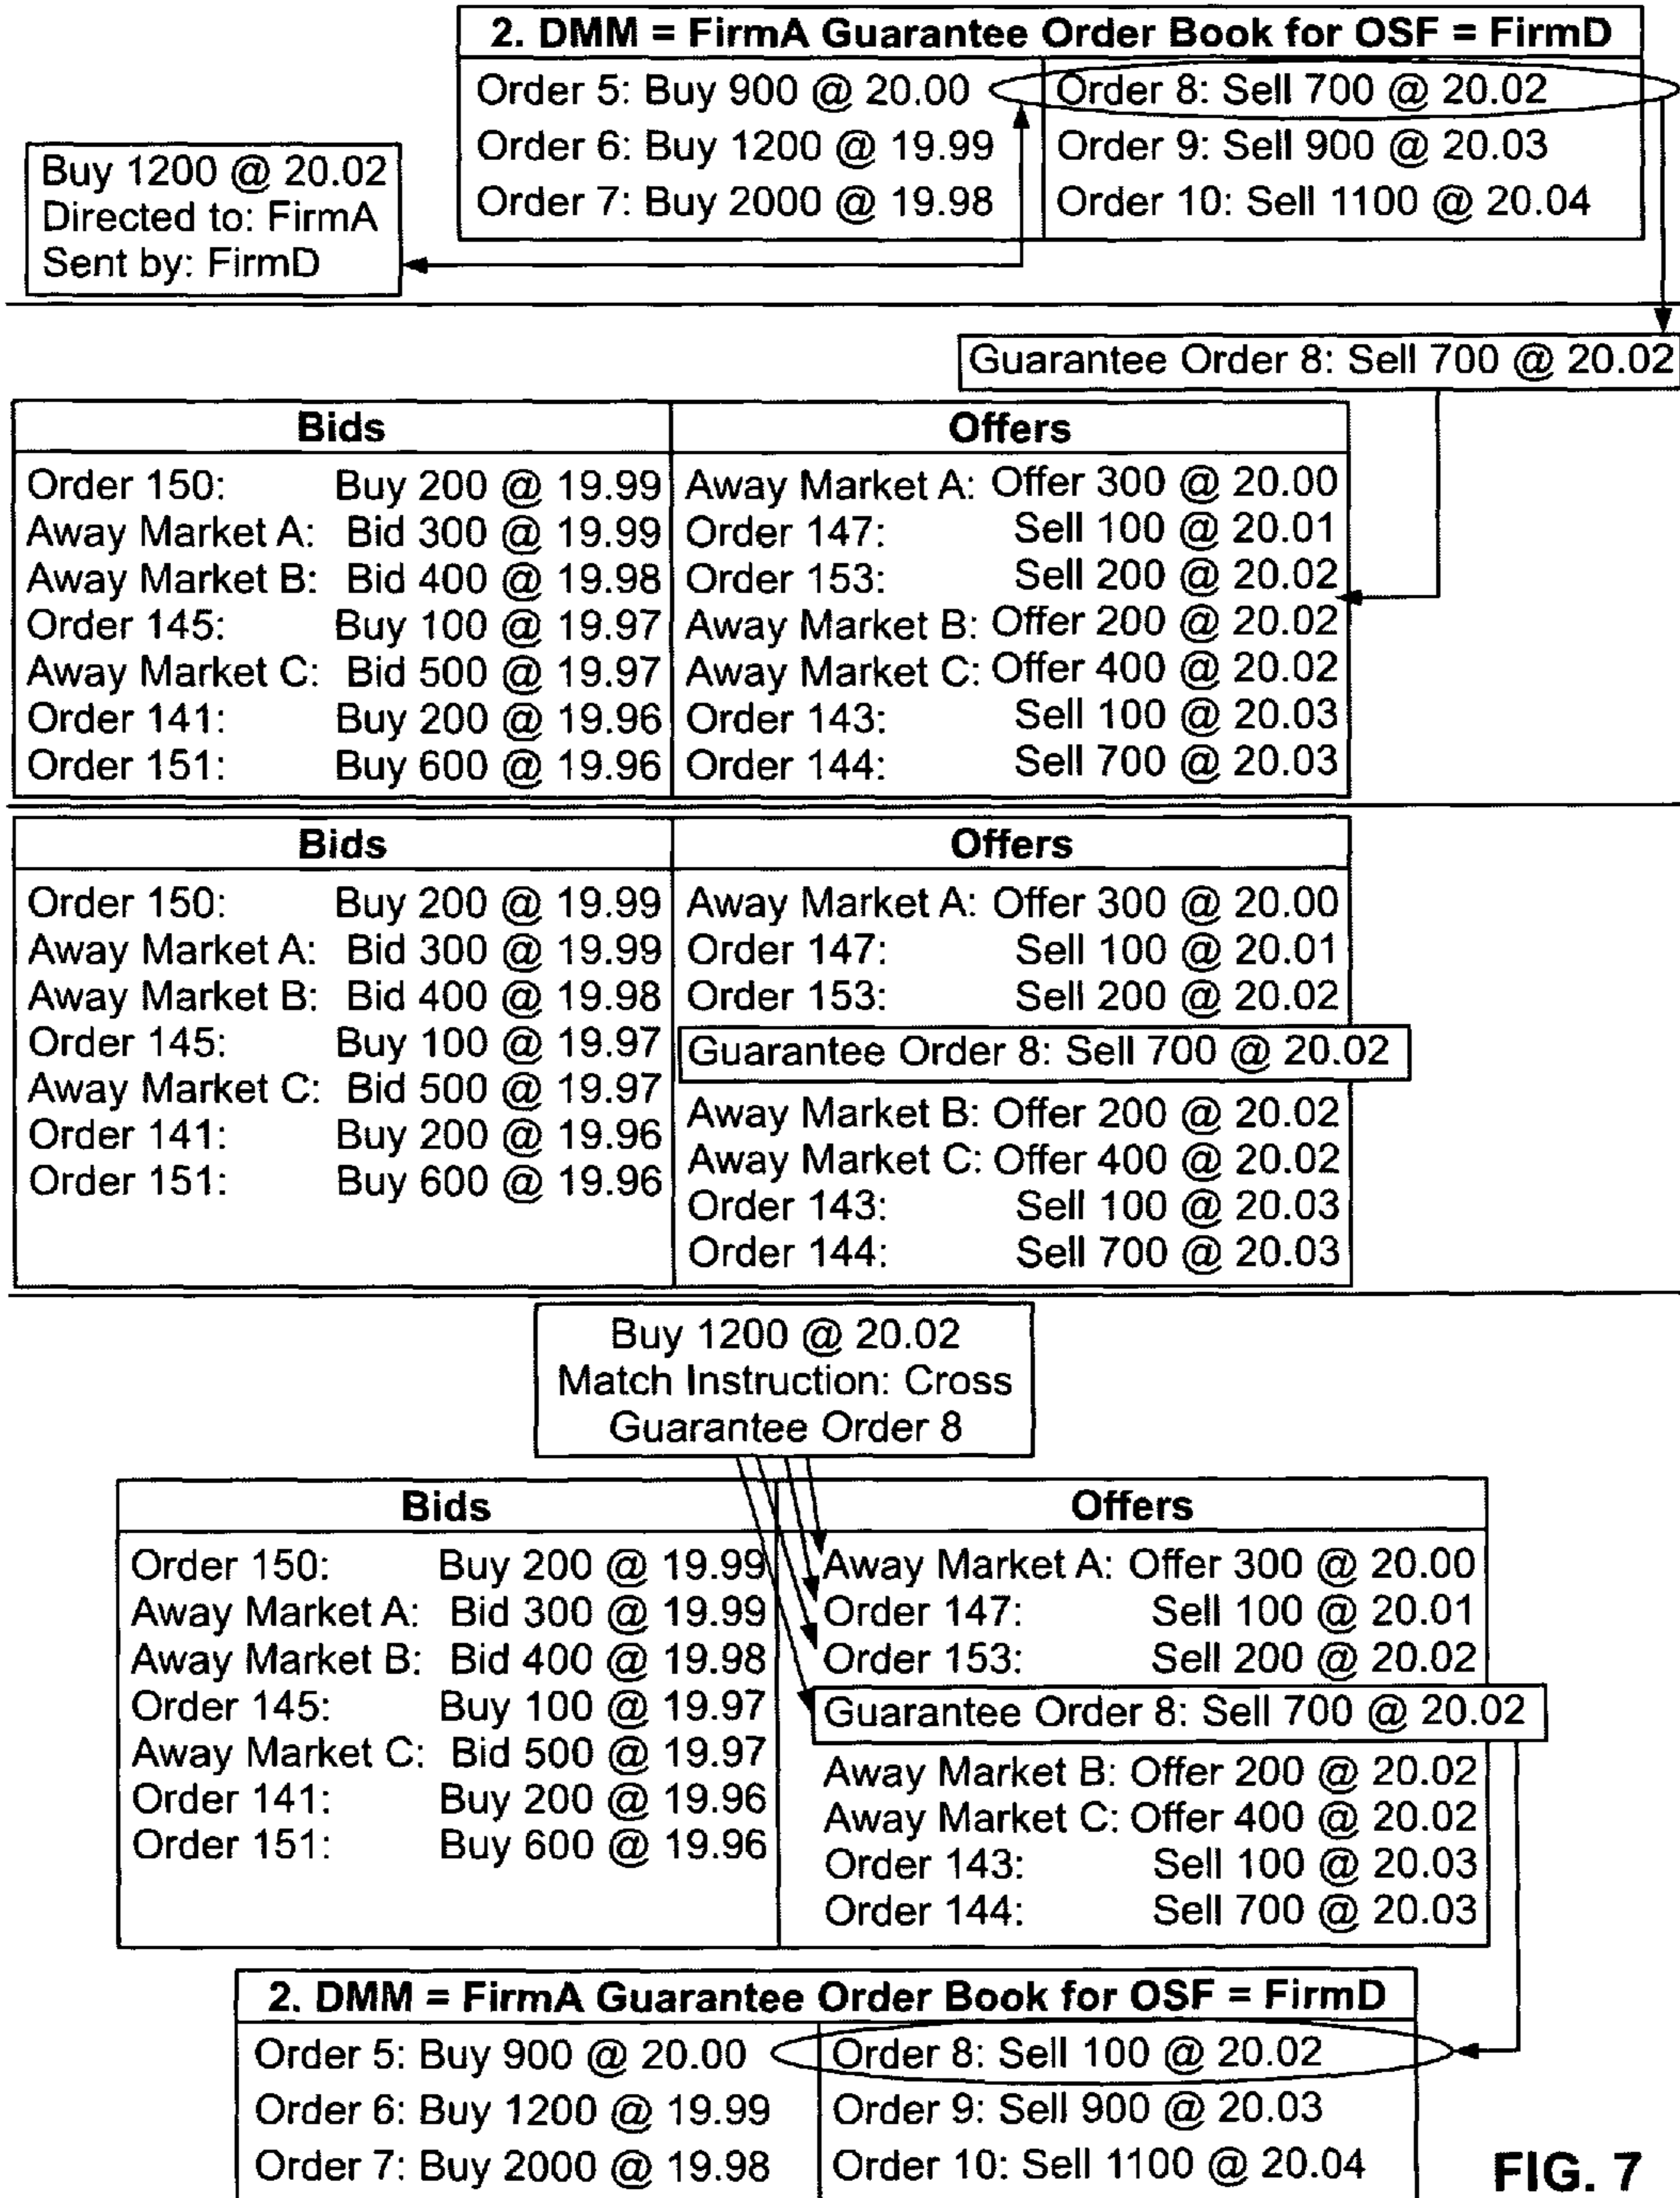 2. DMM = FirmA Guarantee Order Book for OSF = FirmD
Order 5: Buy 900 @ 20.00 Order 8: Sell 700 @ 20.02
Order 6: Buy 1200 @ 19.99 Order 9: Sell 900 @ 20.03
Order 7: Buy 2000 @ 19.98 Order 10: Sell 1100 @ 20.04
Buy 1200 @ 20.02
Directed to: FirmA
Sent by: FirmD
Guarantee Order 8: Sell 700 @ 20.02
Bids Offers
Order 150: Buy 200 @ 19.99 Away Market A: Offer 300 @ 20.00
Away Market A: Bid 300 @ 19.99 Order 147: Sell 100 @ 20.01
Away Market B: Bid 400 @ 19.98 Order 153: Sell 200 @ 20.02
Order 145: Buy 100 @ 19.97 Away Market B: Offer 200 @ 20.02
Away Market C: Bid 500 @ 19.97 Away Market C: Offer 400 @ 20.02
Order 141: Buy 200 @ 19.96 Order 143: Sell 100 @ 20.03
Order 151: Buy 600 @ 19.96 Order 144: Sell 700 @ 20.03
Bids Offers
Order 150: Buy 200 @ 19.99 Away Market A: Offer 300 @ 20.00
Away Market A: Bid 300 @ 19.99 Order 147: Sell 100 @ 20.01
Away Market B: Bid 400 @ 19.98 Order 153: Sell 200 @ 20.02
Order 145: Buy 100 @ 19.97 Guarantee Order 8: Sell 700 @ 20.02
Away Market C: Bid 500 @ 19.97 Away Market B: Offer 200 @ 20.02
Order 141: Buy 200 @ 19.96 Away Market C: Offer 400 @ 20.02
Order 151: Buy 600 @ 19.96 Order 143: Sell 100 @ 20.03
Order 144: Sell 700 @ 20.03
Buy 1200 @ 20.02
Match Instruction: Cross
Guarantee Order 8
Bids Offers
Order 150: Buy 200 @ 19.99 Away Market A: Offer 300 @ 20.00
Away Market A: Bid 300 @ 19.99 Order 147: Sell 100 @ 20.01
Away Market B: Bid 400 @ 19.98 Order 153: Sell 200 @ 20.02
Order 145: Buy 100 @ 19.97 Guarantee Order 8: Sell 700 @ 20.02
Away Market C: Bid 500 @ 19.97 Away Market B: Offer 200 @ 20.02
Order 141: Buy 200 @ 19.96 Away Market C: Offer 400 @ 20.02
Order 151: Buy 600 @ 19.96 Order 143: Sell 100 @ 20.03
Order 144: Sell 700 @ 20.03
2. DMM = FirmA Guarantee Order Book for OSF = FirmD
Order 5: Buy 900 @ 20.00 Order 8: Sell 100 @ 20.02
Order 6: Buy 1200 @ 19.99 Order 9: Sell 900 @ 20.03
Order 7: Buy 2000 @ 19.98 Order 10: Sell 1100 @ 20.04
FIG. 7